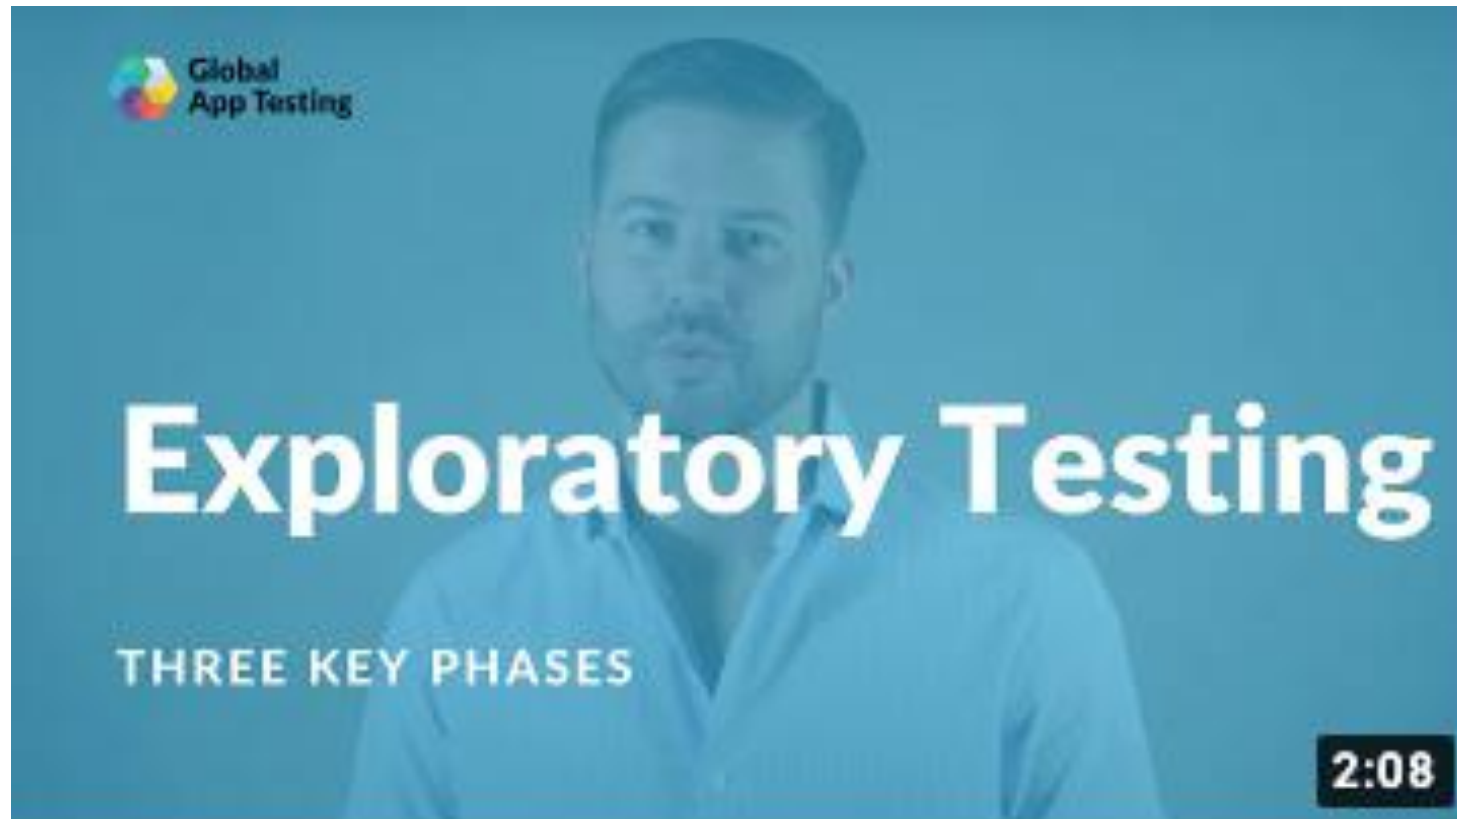 Global
App Testing
Exploratory Testing
THREE KEY PHASES
2:08